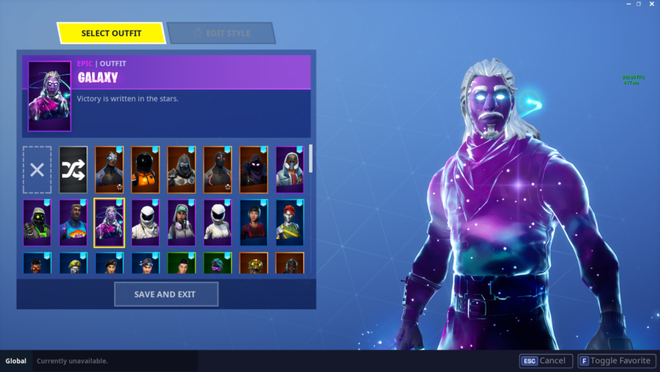 SELECT OUTFIT
EDIT STYLE
EPIC | OUTFIT
GALAXY
Victory is written in the stars.
SAVE AND EXIT
Global
Currently unavailable.
ESC Cancel
F Toggle Favorite